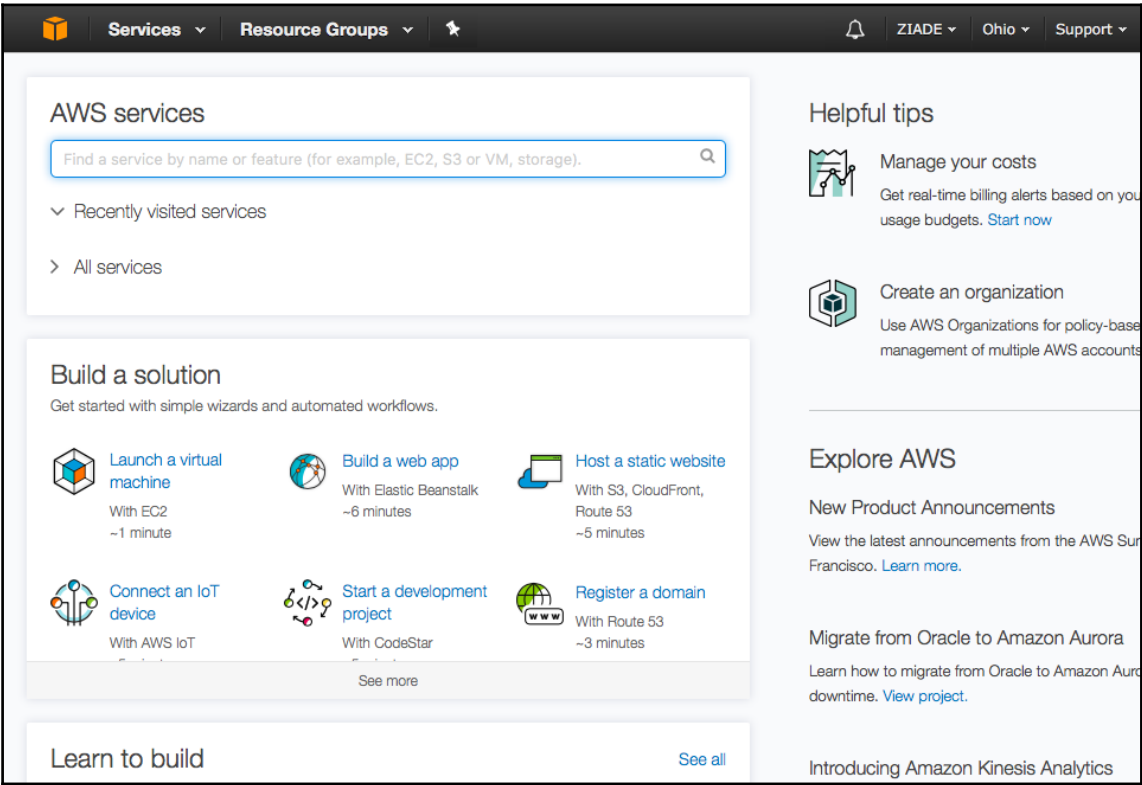 Services Resource Groups ZIADE Ohio Support
AWS services
Find a service by name or feature (for example, EC2, S3 or VM, storage).
Recently visited services
All services
Build a solution
Get started with simple wizards and automated workflows.
Launch a virtual
machine
With EC2
~1 minute
Build a web app
With Elastic Beanstalk
~6 minutes
Host a static website
With S3, CloudFront,
Route 53
~5 minutes
Connect an IoT
device
With AWS IoT
Start a development
project
With CodeStar
Register a domain
With Route 53
~3 minutes
www
See more
Learn to build
See all
Helpful tips
Manage your costs
Get real-time billing alerts based on you
usage budgets. Start now
Create an organization
Use AWS Organizations for policy-base
management of multiple AWS accounts
Explore AWS
New Product Announcements
View the latest announcements from the AWS Sur
Francisco. Learn more.
Migrate from Oracle to Amazon Aurora
Learn how to migrate from Oracle to Amazon Auro
downtime. View project.
Introducing Amazon Kinesis Analytics